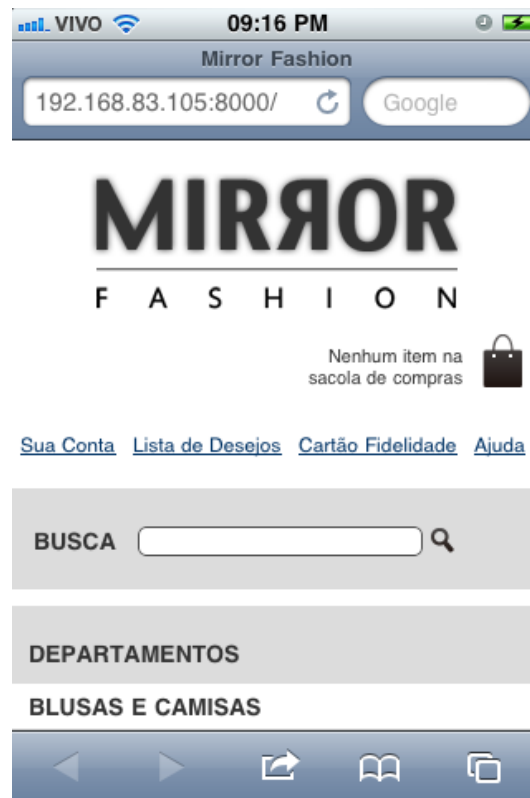 VIVO 09:16 PM
Mirror Fashion
192.168.83.105:8000/ Google
MIRROR
FASHION
Nenhum item na
sacola de compras
Sua Conta Lista de Desejos Cartão Fidelidade Ajuda
BUSCA
DEPARTAMENTOS
BLUSAS E CAMISAS